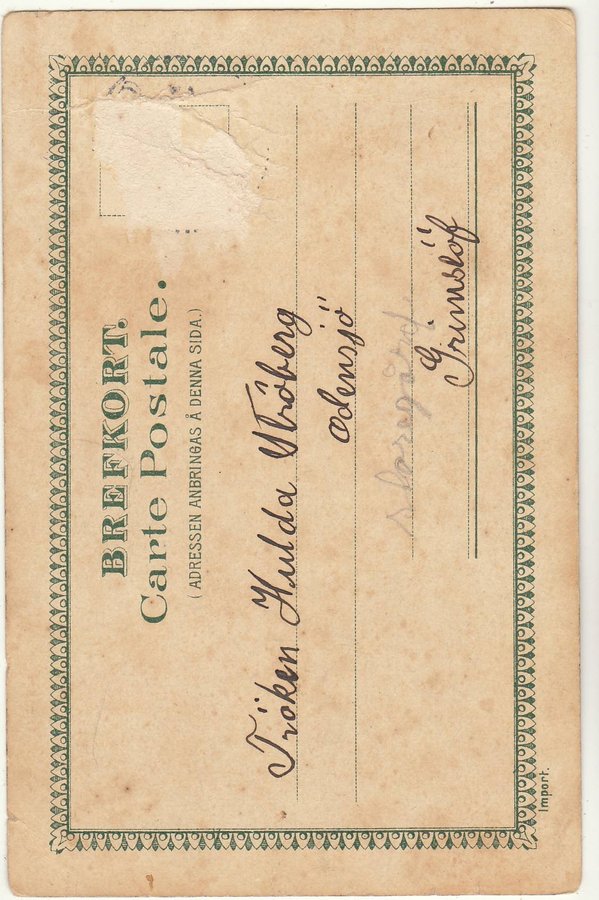 BREFKORT.
Carte Postale.
(ADRESSEN ANBRINGAS Å DENNA SIDA.)
Fröken Hulda Ströberg
Odensjö
Grimslöf
Import.